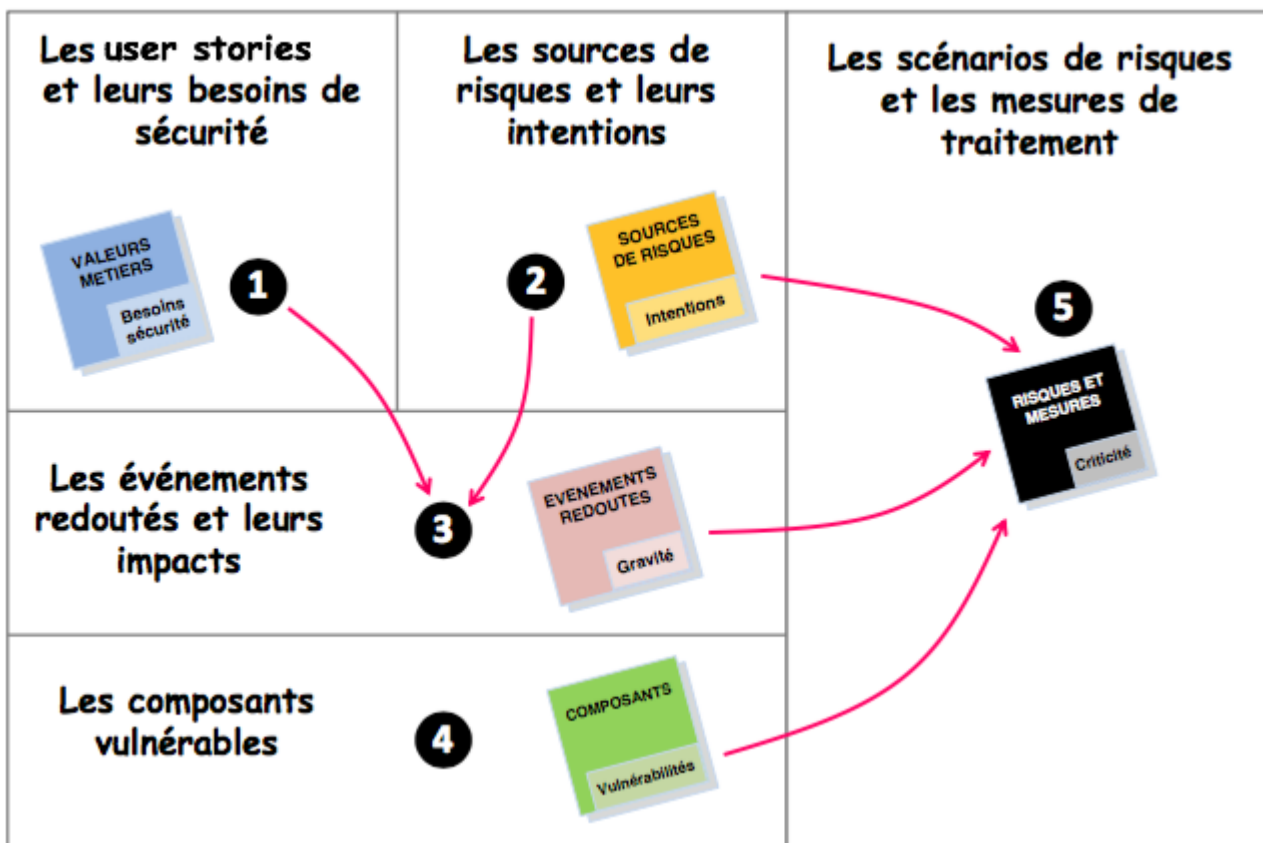 Les user stories
et leurs besoins de
sécurité
VALEURS
METIERS
Besoins
sécurité
1
Les sources de
risques et leurs
intentions
2
SOURCES
DE RISQUES
Intentions
Les scénarios de risques
et les mesures de
traitement
5
RISQUES ET
MESURES
Criticité
Les événements
redoutés et leurs
impacts
3
EVENEMENTS
REDOUTES
Gravité
Les composants
vulnérables
4
COMPOSANTS
Vulnérabilités